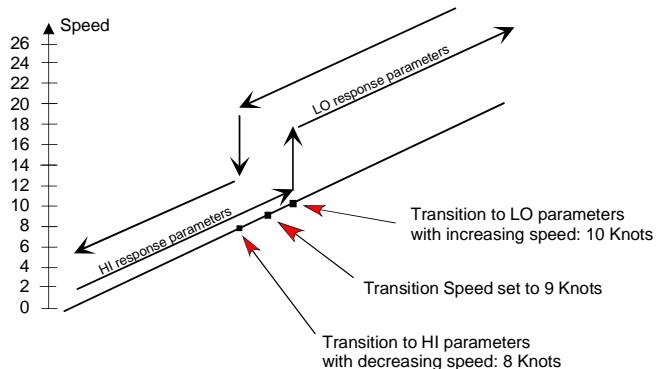 Speed
26
24
22
20
18
16
14
12
10
8
6
4
2
0
LO response parameters
HI response parameters
Transition to LO parameters
with increasing speed: 10 Knots
Transition Speed set to 9 Knots
Transition to HI parameters
with decreasing speed: 8 Knots